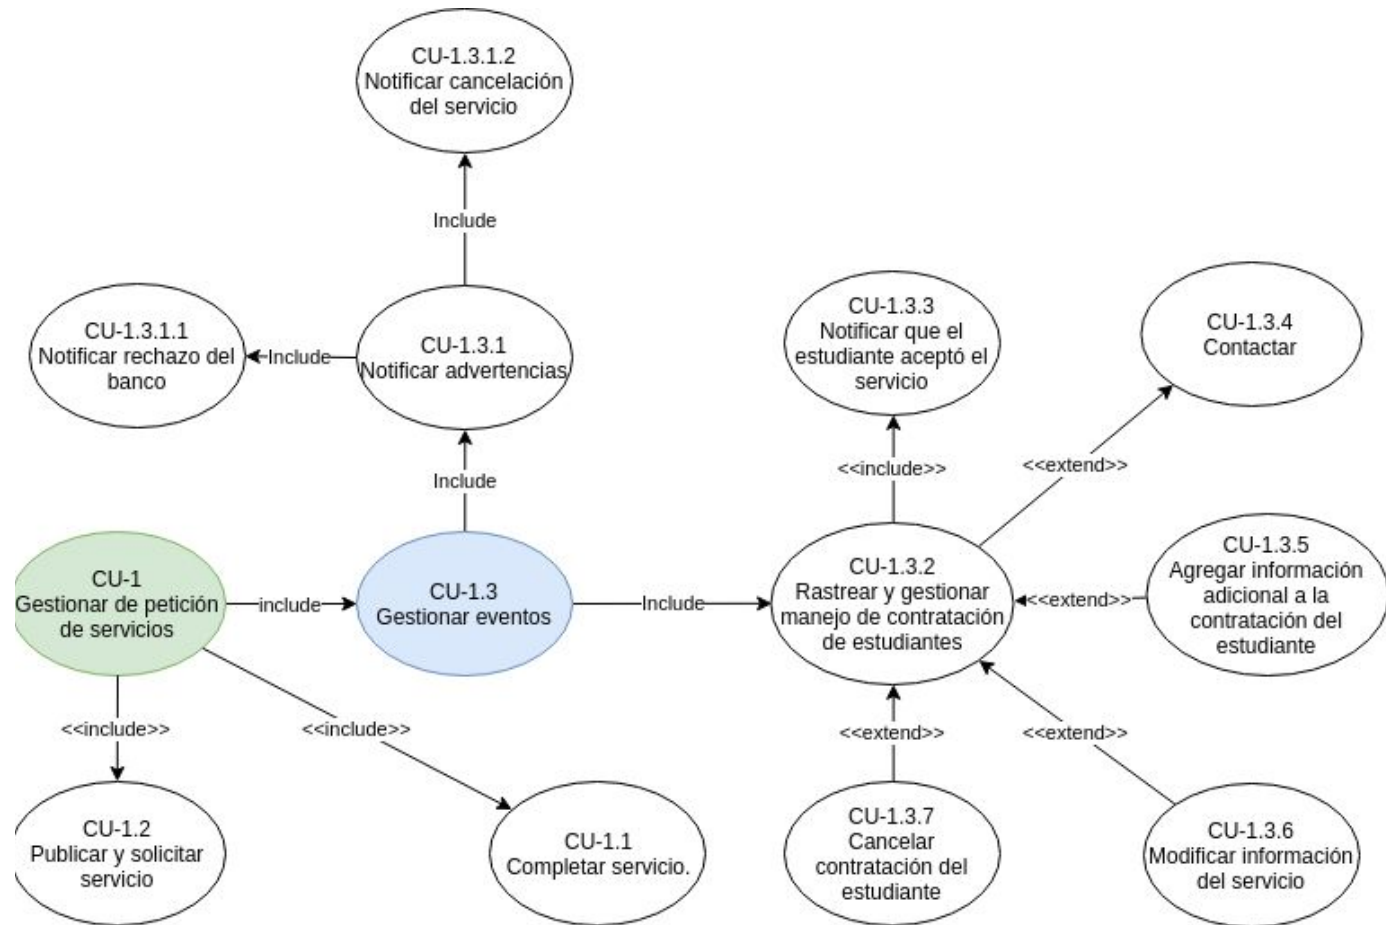 CU-1.3.1.2
Notificar cancelación
del servicio
Include
CU-1.3.1.1
Notificar rechazo del
banco
Include
CU-1.3.1
Notificar advertencias
Include
CU-1.3.3
Notificar que el
estudiante aceptó el
servicio
CU-1.3.4
Contactar
<<include>>
<<extend>>
CU-1
Gestionar de petición
de servicios
include
CU-1.3
Gestionar eventos
Include
CU-1.3.2
Rastrear y gestionar
manejo de contratación
de estudiantes
<<extend>>
CU-1.3.5
Agregar información
adicional a la
contratación del
estudiante
<<include>>
<<include>>
<<extend>>
<<extend>>
CU-1.2
Publicar y solicitar
servicio
CU-1.1
Completar servicio.
CU-1.3.7
Cancelar
contratación del
estudiante
CU-1.3.6
Modificar información
del servicio